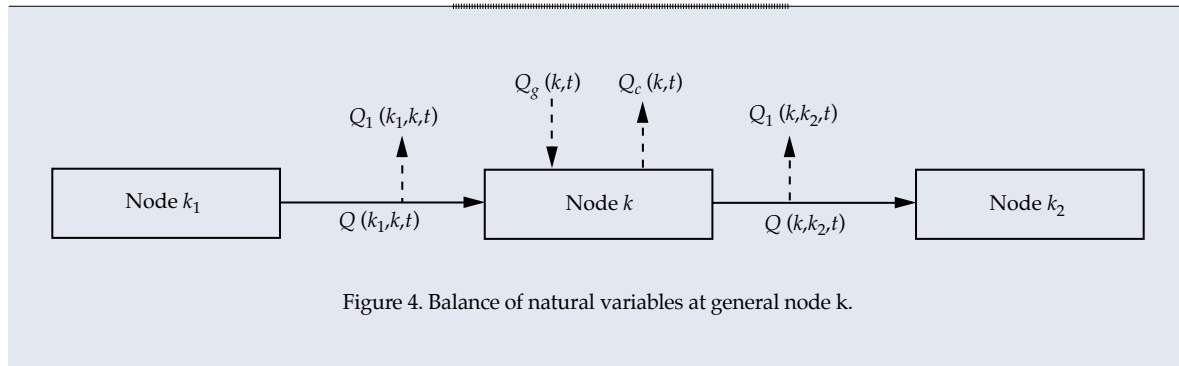 Q_g (k,t)
Q_c (k,t)
Q_1 (k_1,k,t)
Q_1 (k,k_2,t)
Node k_1
Node k
Node k_2
Q (k_1,k,t)
Q (k,k_2,t)
Figure 4. Balance of natural variables at general node k.